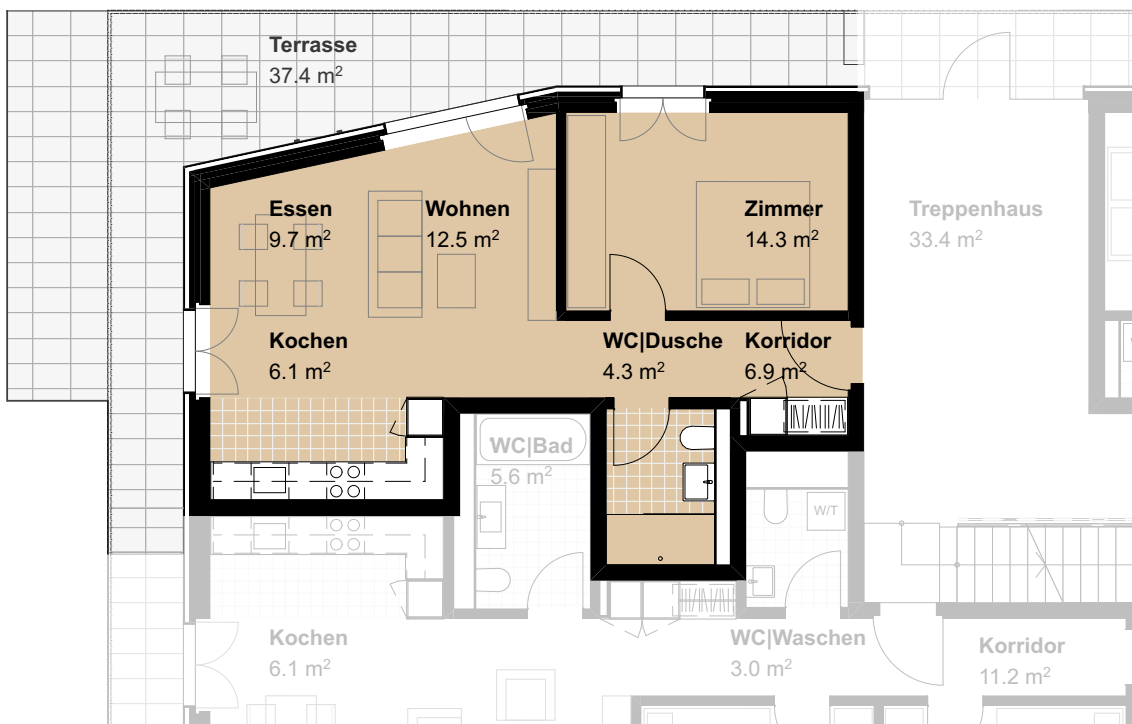 Terrasse
37.4 m²
Essen
9.7 m²
Wohnen
12.5 m²
Zimmer
14.3 m²
Treppenhaus
33.4 m²
Kochen
6.1 m²
WC|Dusche
4.3 m²
Korridor
6.9 m²
WC|Bad
5.6 m²
W/T
Kochen
6.1 m²
WC|Waschen
3.0 m²
Korridor
11.2 m²